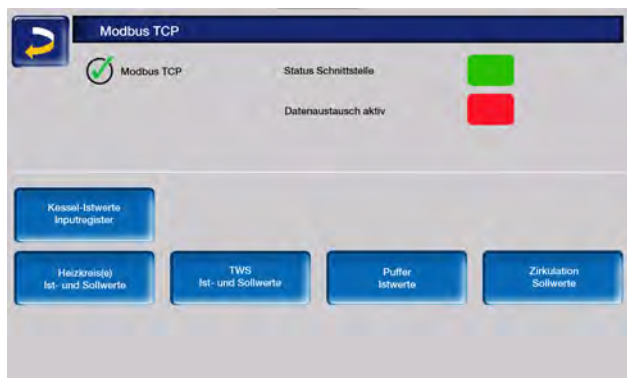 Modbus TCP
Modbus TCP
Status Schnittstelle
Datenaustausch aktiv
Kessel-Istwerte
Inputregister
Heizkreis(e)
Ist- und Sollwerte
TWS
Ist- und Sollwerte
Puffer
Istwerte
Zirkulation
Sollwerte